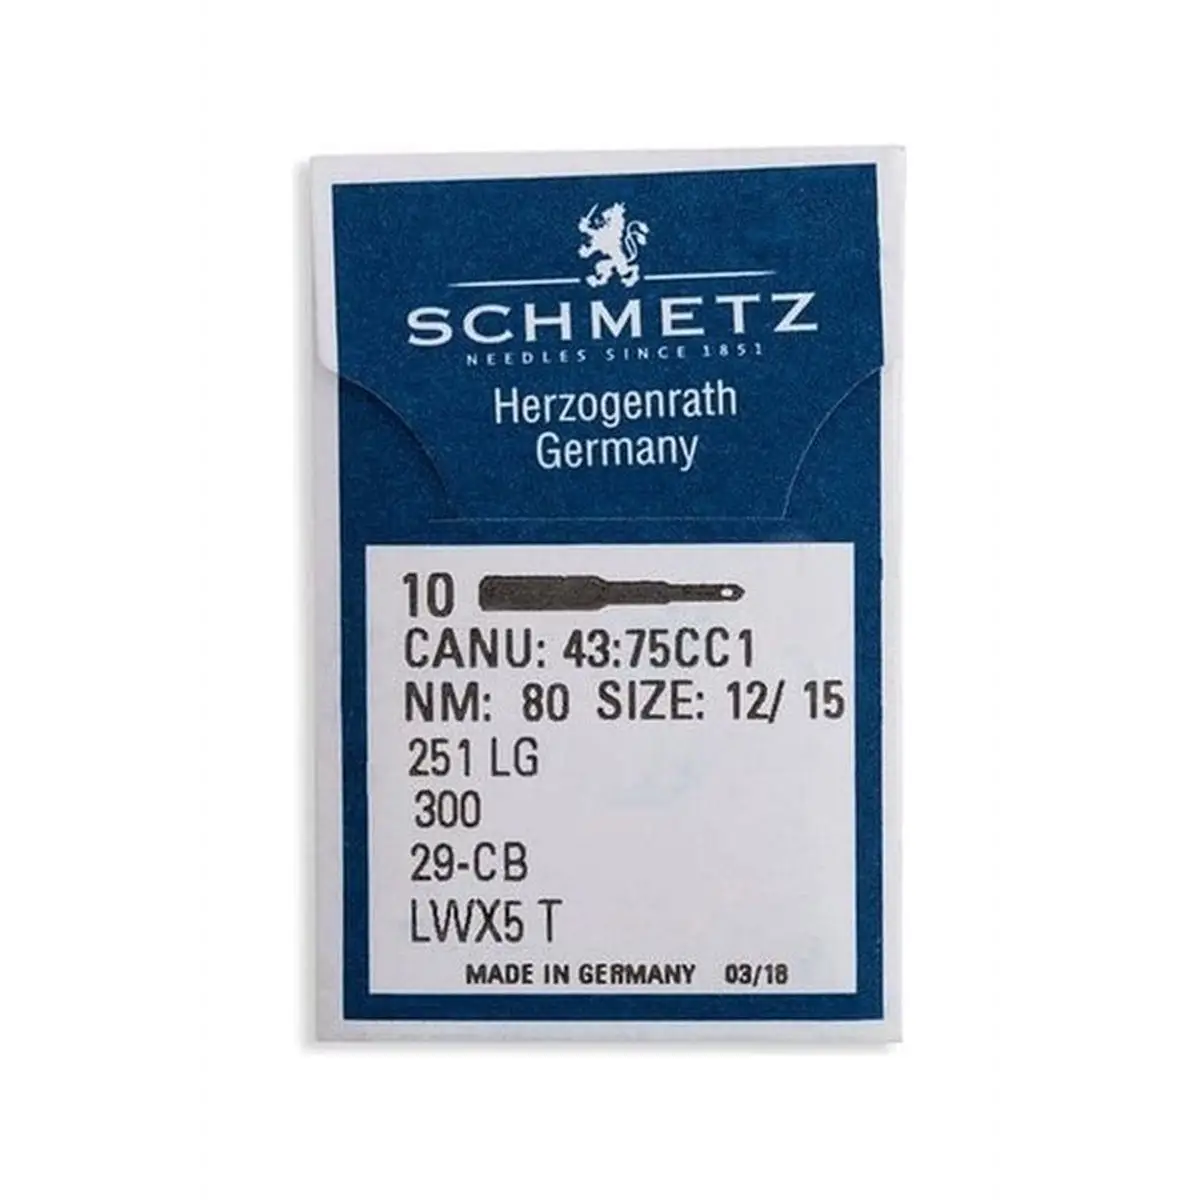 SCHMETZ
NEEDLES SINCE 1851
Herzogenrath
Germany
10
CANU: 43:75CC1
NM: 80 SIZE: 12/ 15
251 LG
300
29-CB
LWX5 T
MADE IN GERMANY 03/18